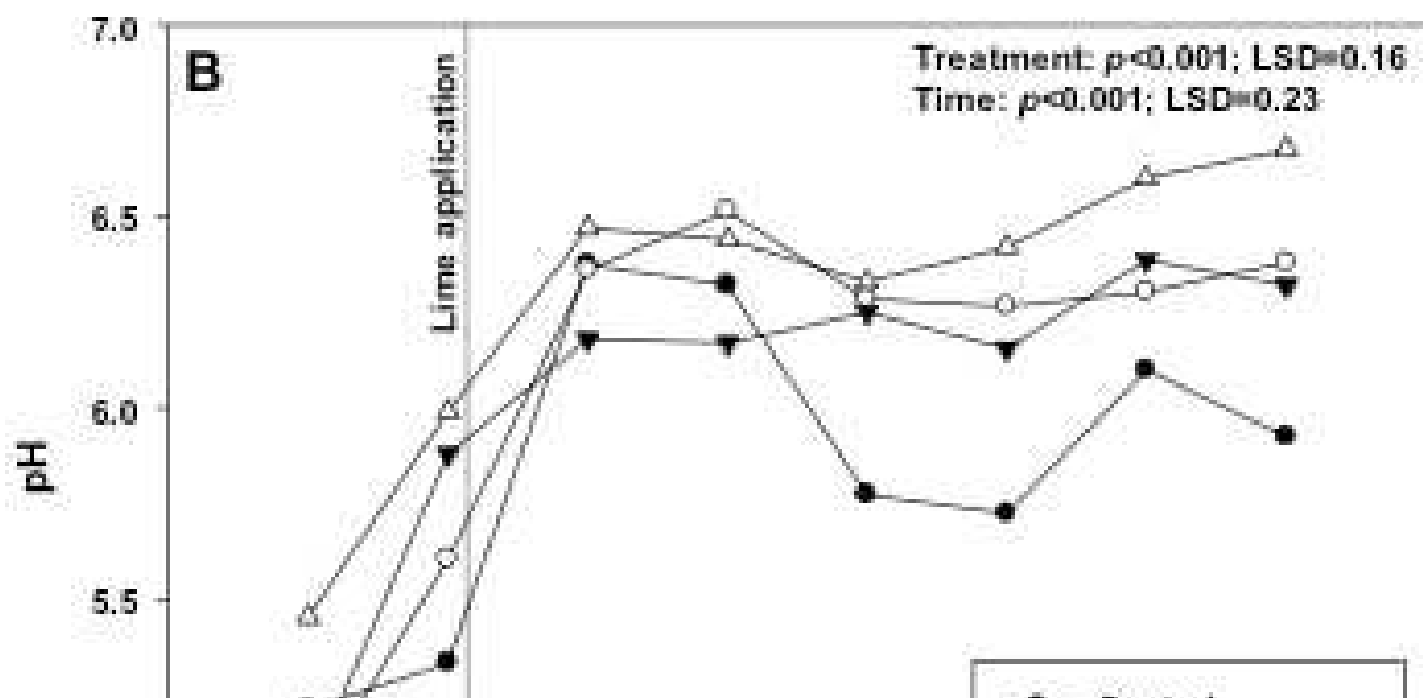 7.0
B
Treatment: p<0.001; LSD=0.16
Time: p<0.001; LSD=0.23
Lime application
6.5
6.0
pH
5.5